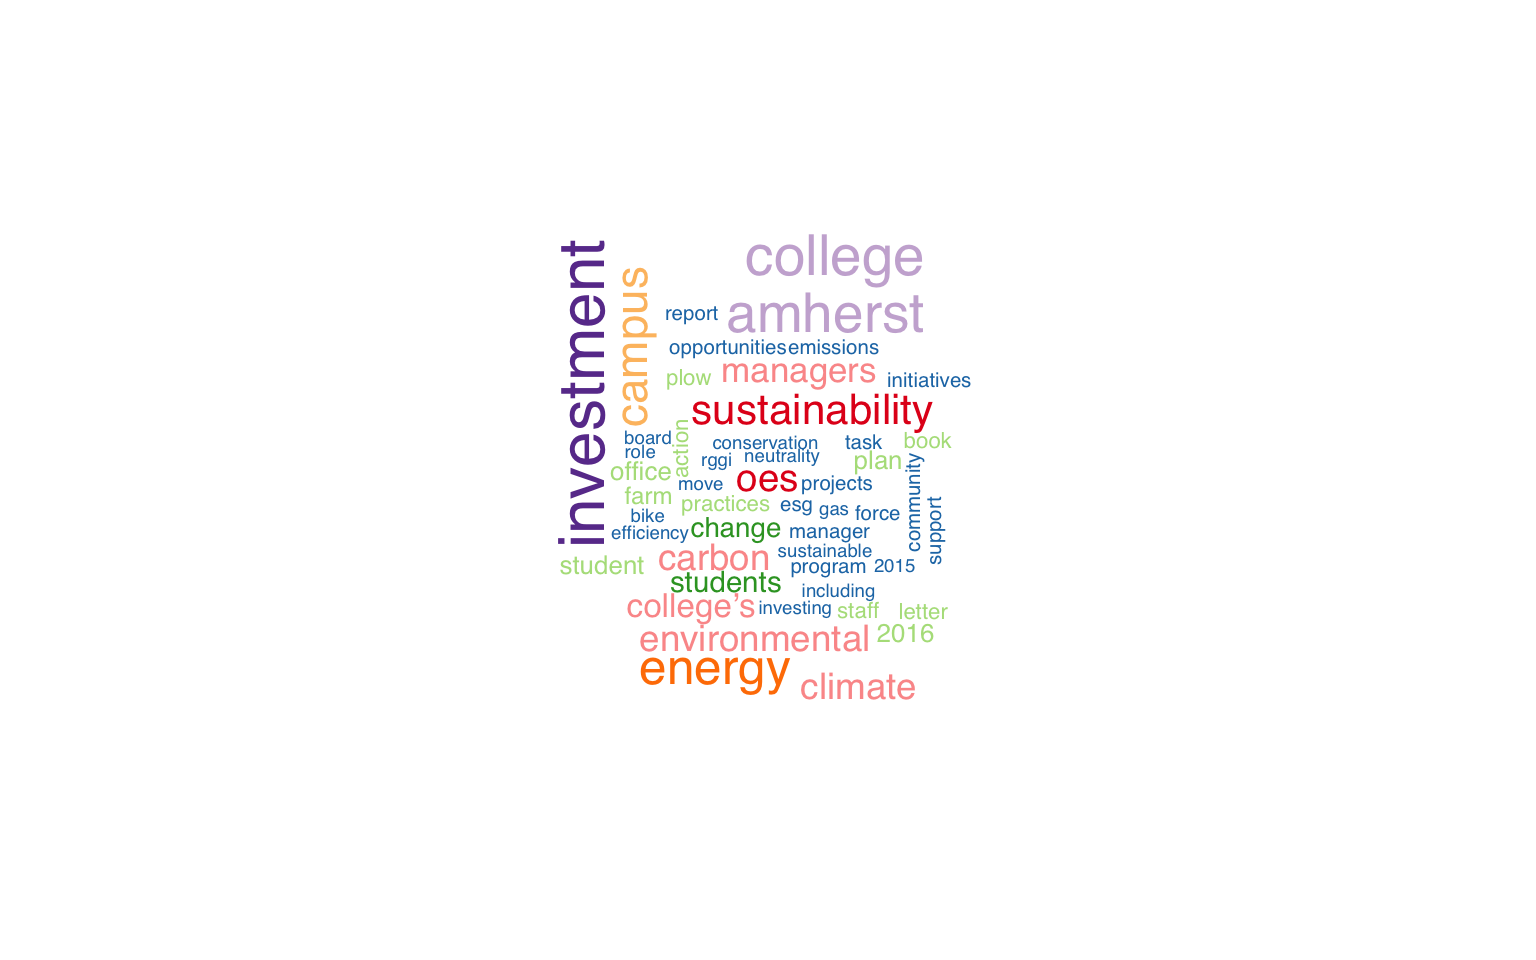 investment
campus
college
amherst
report
opportunities emissions
plow
managers
initiatives
sustainability
action
board
conservation
task
book
role
rggi
neutrality
plan
office
oes
move
projects
community
farm
practices
esg
gas
force
support
bike
efficiency
change
manager
student
carbon
sustainable
program
2015
students
including
college’s
investing
staff
letter
environmental
2016
energy
climate